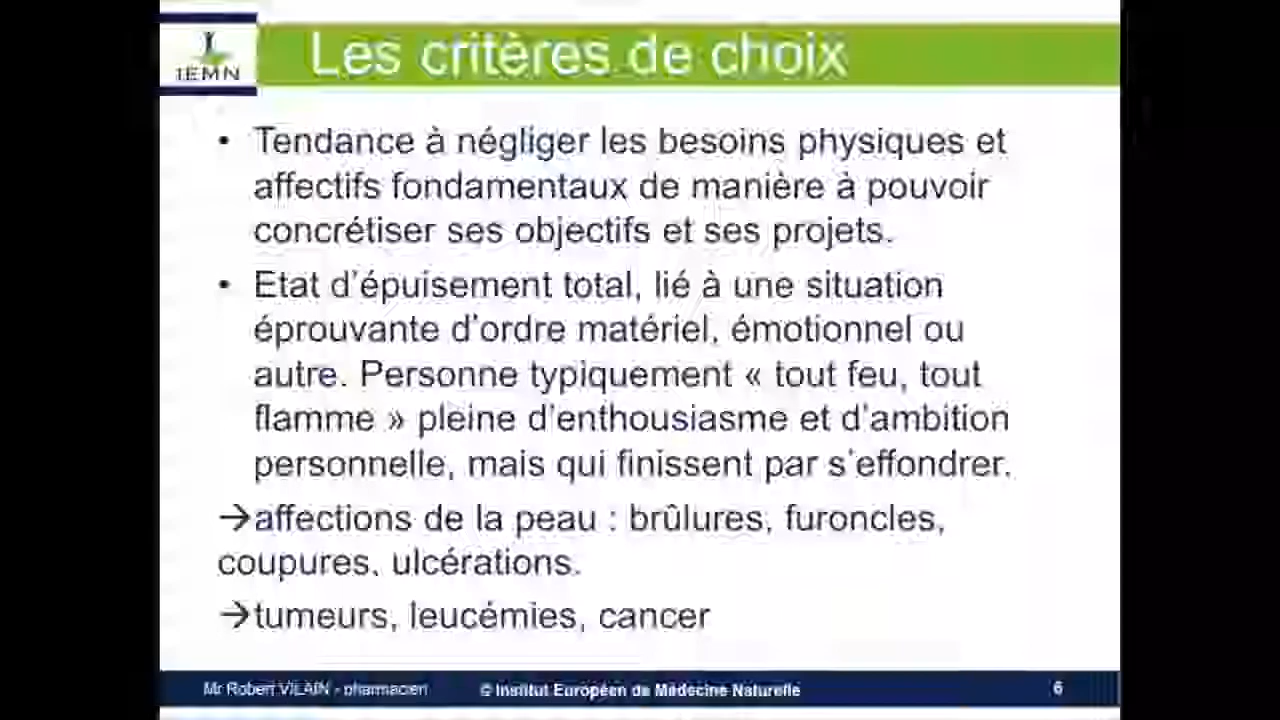 IEMN
Les critères de choix
• Tendance à négliger les besoins physiques et
affectifs fondamentaux de manière à pouvoir
concrétiser ses objectifs et ses projets.
• Etat d'épuisement total, lié à une situation
éprouvante d'ordre matériel, émotionnel ou
autre. Personne typiquement « tout feu, tout
flamme » pleine d'enthousiasme et d'ambition
personnelle, mais qui finissent par s'effondrer.
→affections de la peau : brûlures, furoncles,
coupures, ulcérations.
→tumeurs, leucémies, cancer
Mr Robert VILAIN - pharmacien © Institut Européen de Médecine Naturelle 6